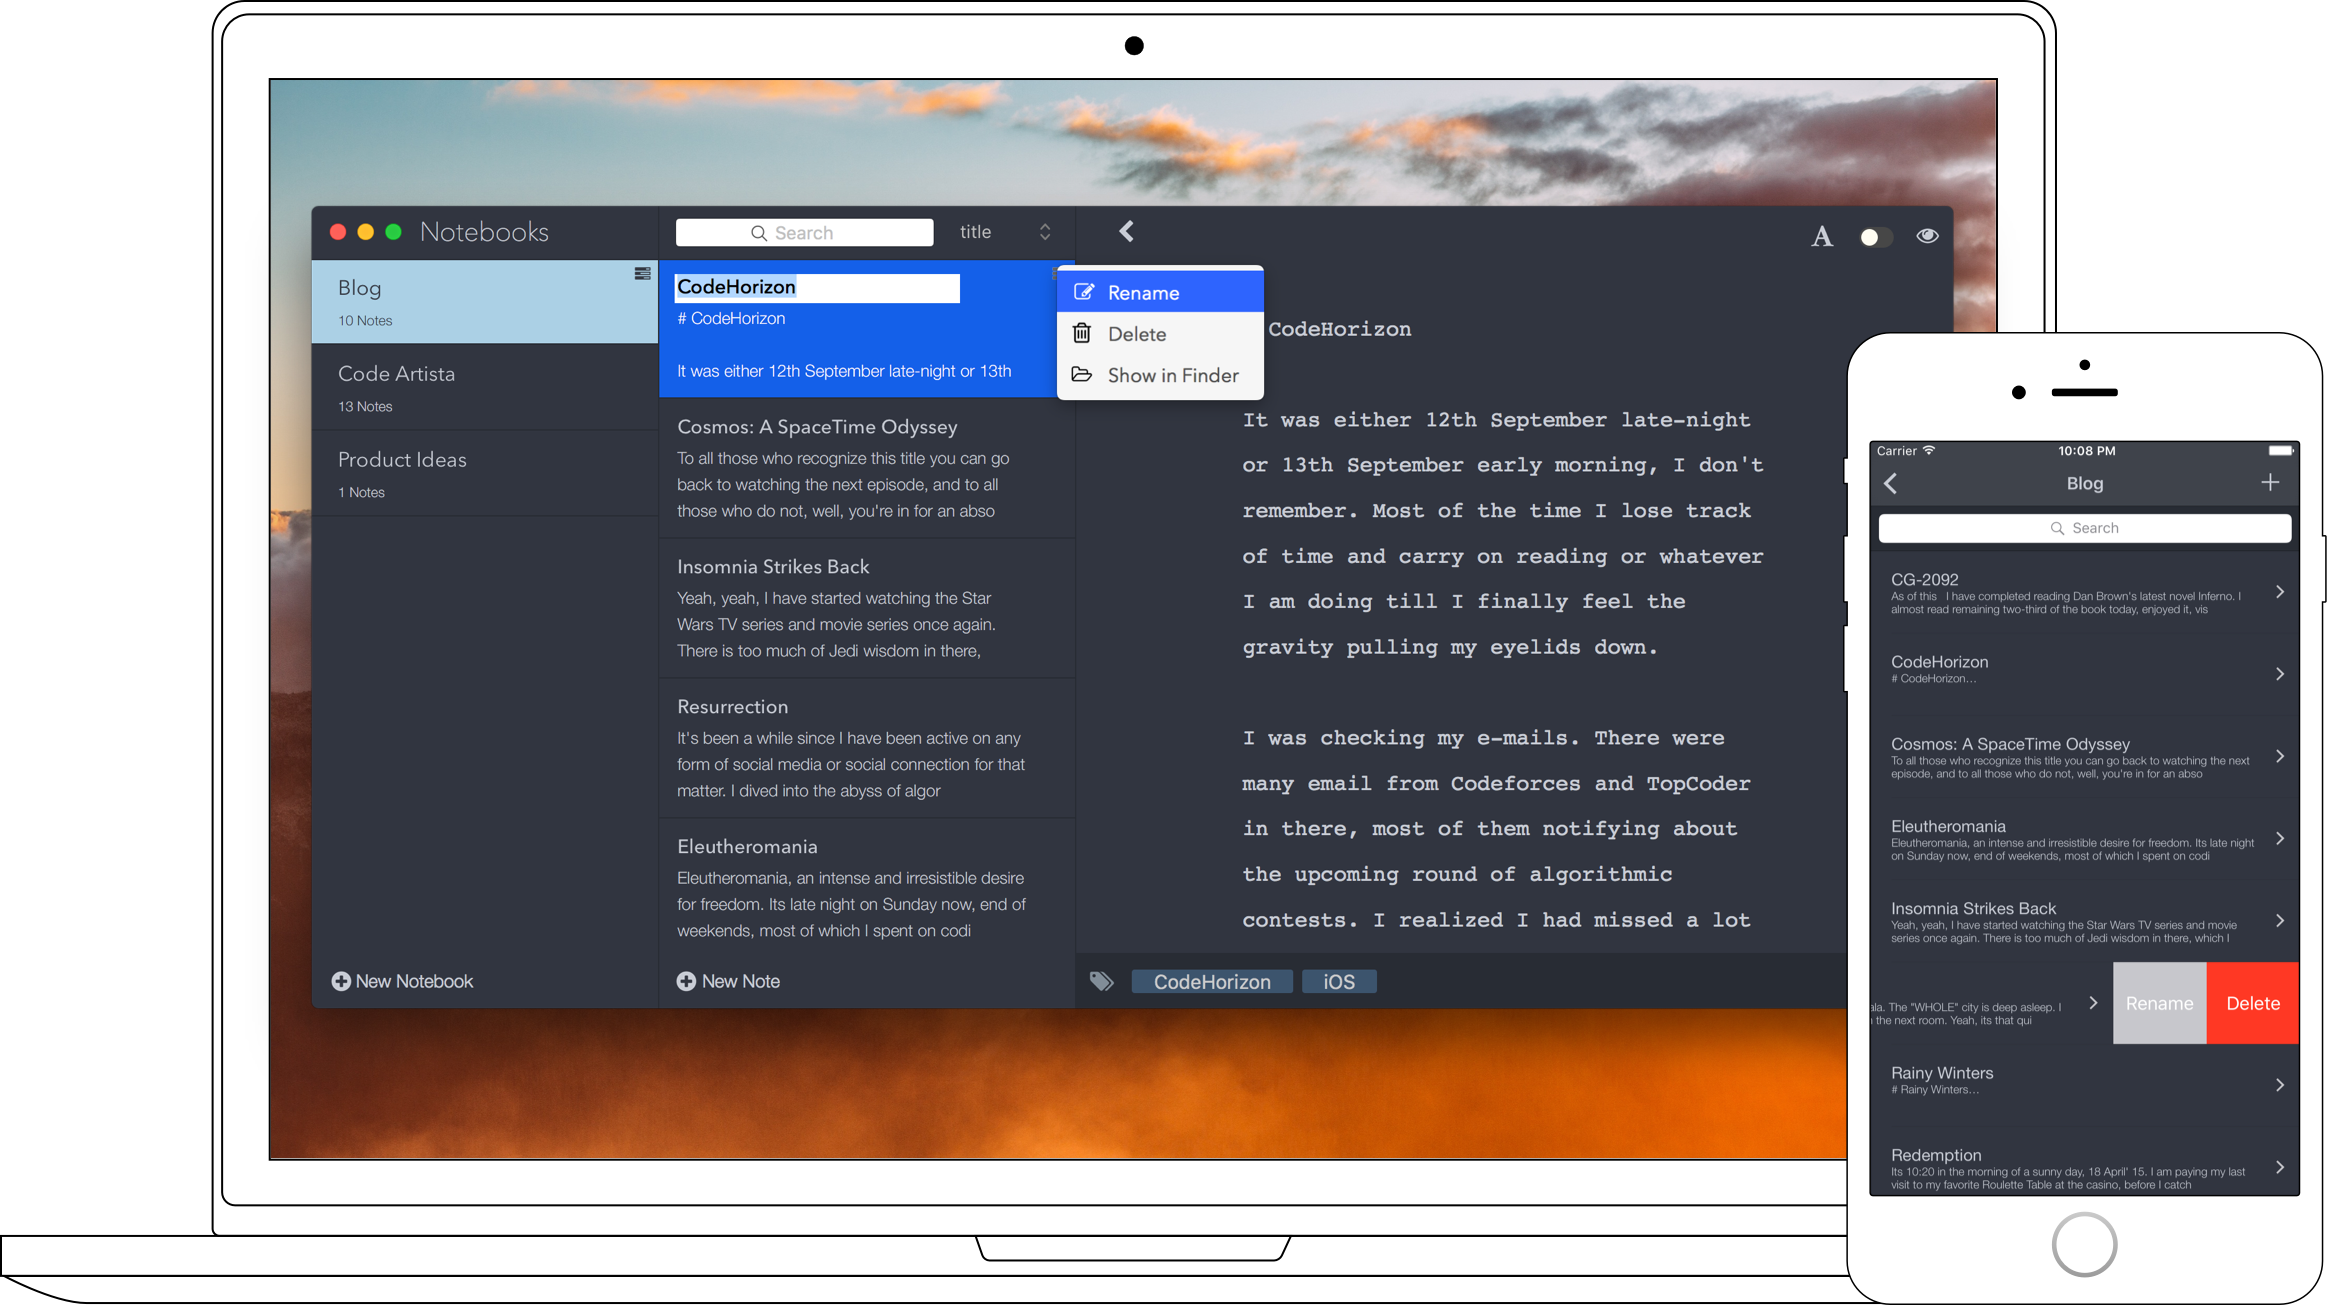 Notebooks
Blog
10 Notes
Code Artista
13 Notes
Product Ideas
1 Notes
New Notebook
Search
title
CodeHorizon
# CodeHorizon
It was either 12th September late-night or 13th
Cosmos: A SpaceTime Odyssey
To all those who recognize this title you can go
back to watching the next episode, and to all
those who do not, well, you're in for an abso
Insomnia Strikes Back
Yeah, yeah, I have started watching the Star
Wars TV series and movie series once again.
There is too much of Jedi wisdom in there,
Resurrection
It's been a while since I have been active on any
form of social media or social connection for that
matter. I dived into the abyss of algor
Eleutheromania
Eleutheromania, an intense and irresistible desire
for freedom. Its late night on Sunday now, end of
weekends, most of which I spent on codi
New Note
Rename
Delete
Show in Finder
A
CodeHorizon
It was either 12th September late-night
or 13th September early morning, I don't
remember. Most of the time I lose track
of time and carry on reading or whatever
I am doing till I finally feel the
gravity pulling my eyelids down.
I was checking my e-mails. There were
many email from Codeforces and TopCoder
in there, most of them notifying about
the upcoming round of algorithmic
contests. I realized I had missed a lot
CodeHorizon
iOS
Carrier
10:08 PM
Blog
Search
CG-2092
As of this I have completed reading Dan Brown's latest novel Inferno. I
almost read remaining two-third of the book today, enjoyed it, vis
CodeHorizon
# CodeHorizon...
Cosmos: A SpaceTime Odyssey
To all those who recognize this title you can go back to watching the next
episode, and to all those who do not, well, you're in for an abso
Eleutheromania
Eleutheromania, an intense and irresistible desire for freedom. Its late night
on Sunday now, end of weekends, most of which I spent on codi
Insomnia Strikes Back
Yeah, yeah, I have started watching the Star Wars TV series and movie
series once again. There is too much of Jedi wisdom in there, which I
ala. The "WHOLE" city is deep asleep. I
the next room. Yeah, its that qui
Rename
Delete
Rainy Winters
# Rainy Winters...
Redemption
Its 10:20 in the morning of a sunny day, 18 April' 15. I am paying my last
visit to my favorite Roulette Table at the casino, before I catch